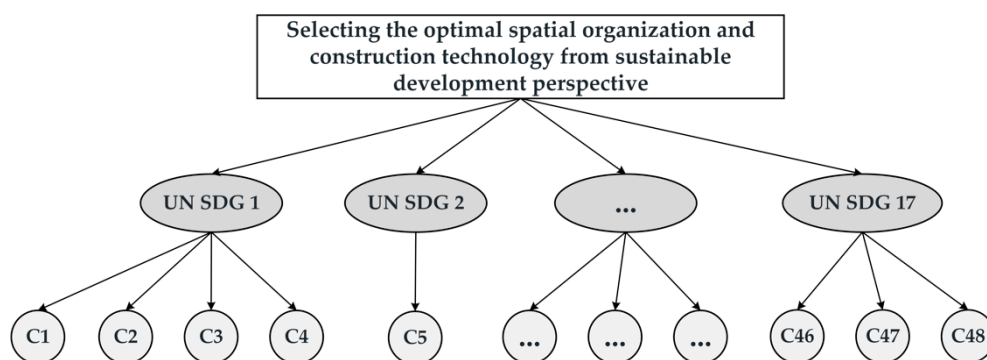 Selecting the optimal spatial organization and
construction technology from sustainable
development perspective
UN SDG 1
UN SDG 2
...
UN SDG 17
C1
C2
C3
C4
C5
...
...
...
C46
C47
C48